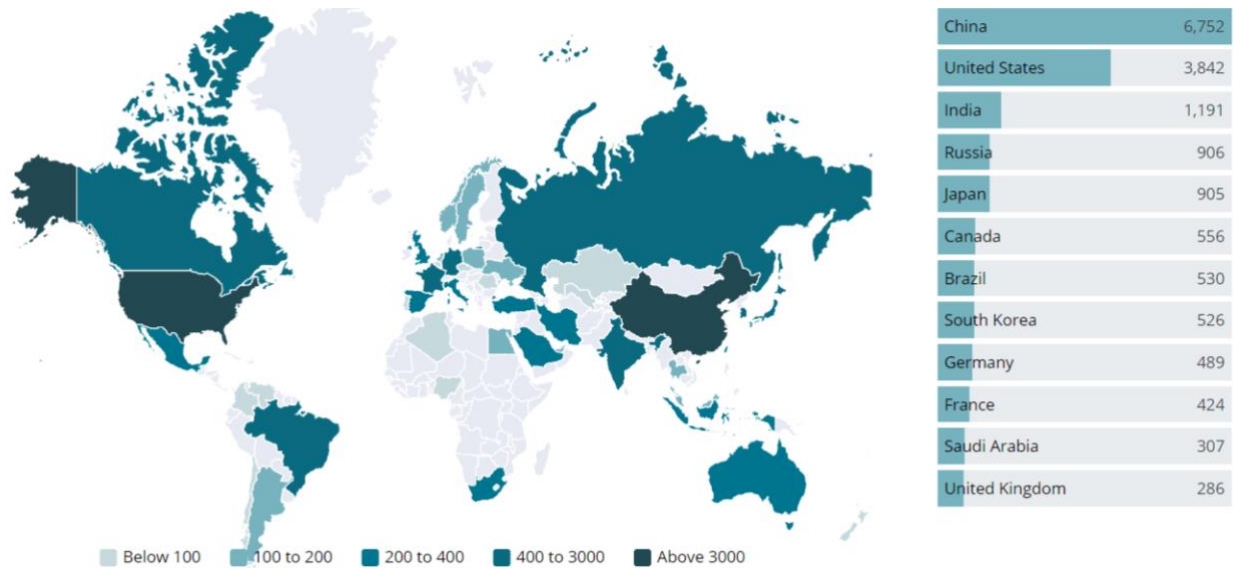 China 6,752
United States 3,842
India 1,191
Russia 906
Japan 905
Canada 556
Brazil 530
South Korea 526
Germany 489
France 424
Saudi Arabia 307
United Kingdom 286
Below 100 100 to 200 200 to 400 400 to 3000 Above 3000